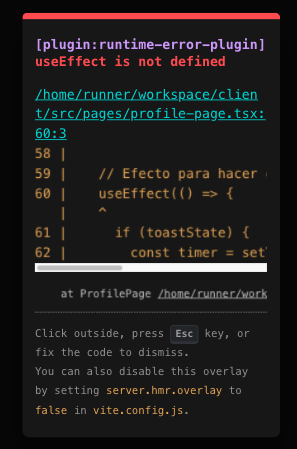 [plugin:runtime-error-plugin]
useEffect is not defined
/home/runner/workspace/clien
t/src/pages/profile-page.tsx:
60:3
58 |
59 |    // Efecto para hacer
60 |    useEffect(() => {
   |    ^
61 |      if (toastState) {
62 |        const timer = set
at ProfilePage /home/runner/work
Click outside, press Esc key, or
fix the code to dismiss.
You can also disable this overlay
by setting server.hmr.overlay to
false in vite.config.js.